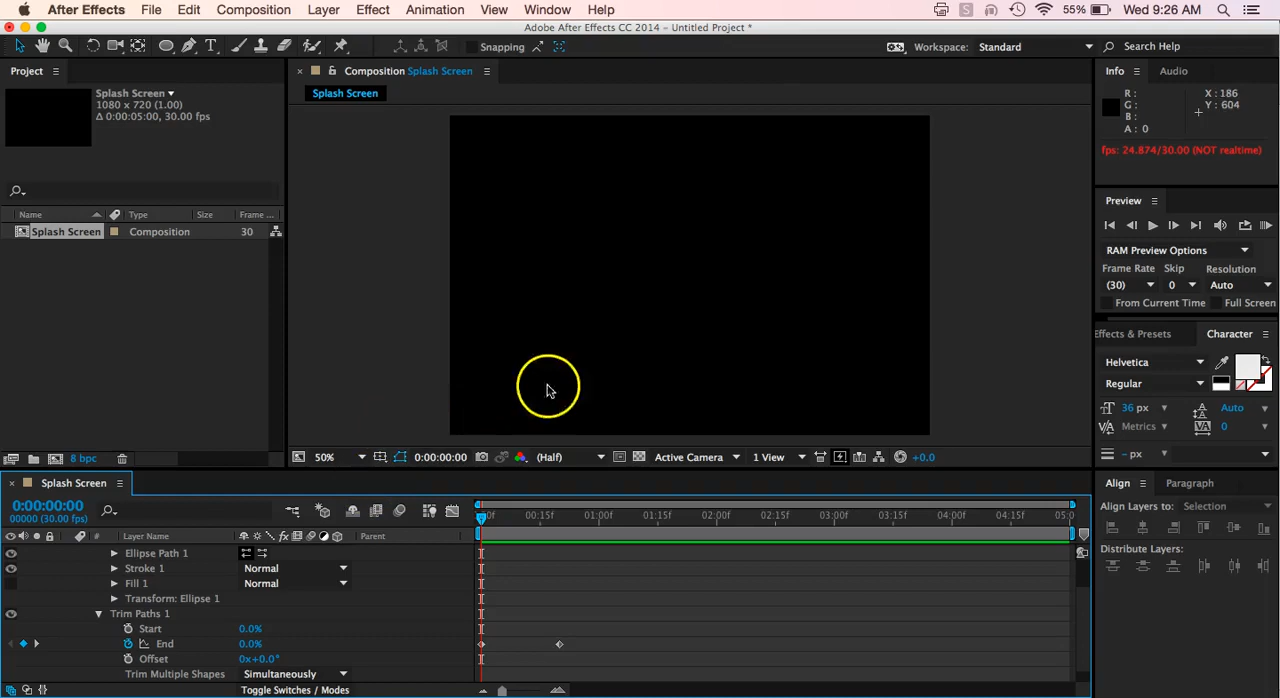 After Effects File Edit Composition Layer Effect Animation View Window Help 55% Wed 9:26 AM
Adobe After Effects CC 2014 - Untitled Project *
Snapping Workspace: Standard Search Help
Project Composition Splash Screen Info Audio
Splash Screen
1080 x 720 (1.00)
Δ 0:00:05:00, 30.00 fps
Splash Screen
R:
G:
B:
A: 0
X: 186
Y: 604
fps: 24.874/30.00 (NOT realtime)
Preview
Name Type Size Frame ...
Splash Screen Composition 30
RAM Preview Options
Frame Rate Skip Resolution
(30) 0 Auto
From Current Time Full Screen
Effects & Presets Character
Helvetica
Regular
36 px Auto
Metrics 0
- px
8 bpc 50% 0:00:00:00 (Half) Active Camera 1 View +0.0
Splash Screen Align Paragraph
0:00:00:00
00000 (30.00 fps)
00f 00:15f 01:00f 01:15f 02:00f 02:15f 03:00f 03:15f 04:00f 04:15f 05:0
Align Layers to: Selection
# Layer Name fx Parent
Distribute Layers:
Ellipse Path 1
Stroke 1 Normal
Fill 1 Normal
Transform: Ellipse 1
Trim Paths 1
Start 0.0%
End 0.0%
Offset 0x+0.0°
Trim Multiple Shapes Simultaneously
Toggle Switches / Modes